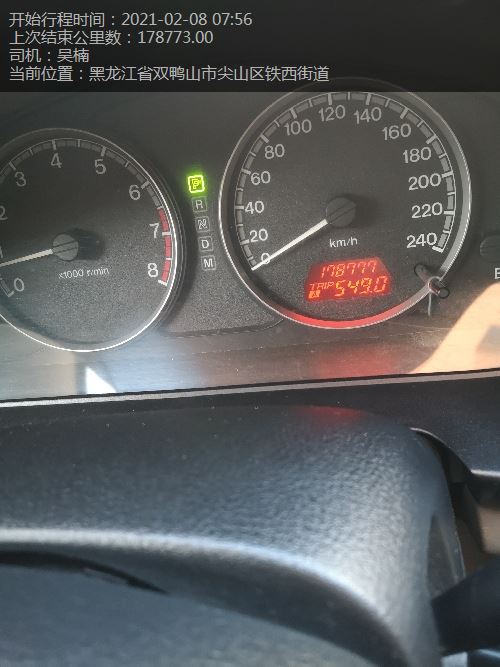 开始行程时间：2021-02-08 07:56
上次结束公里数：178773.00
司机：吴楠
当前位置：黑龙江省双鸭山市尖山区铁西街道
0
2
3
4
5
6
7
8
x1000 r/min
P
R
N
D
M
0
20
40
60
80
100
120
140
160
180
200
220
240
km/h
178777
TRIP
A 549.0